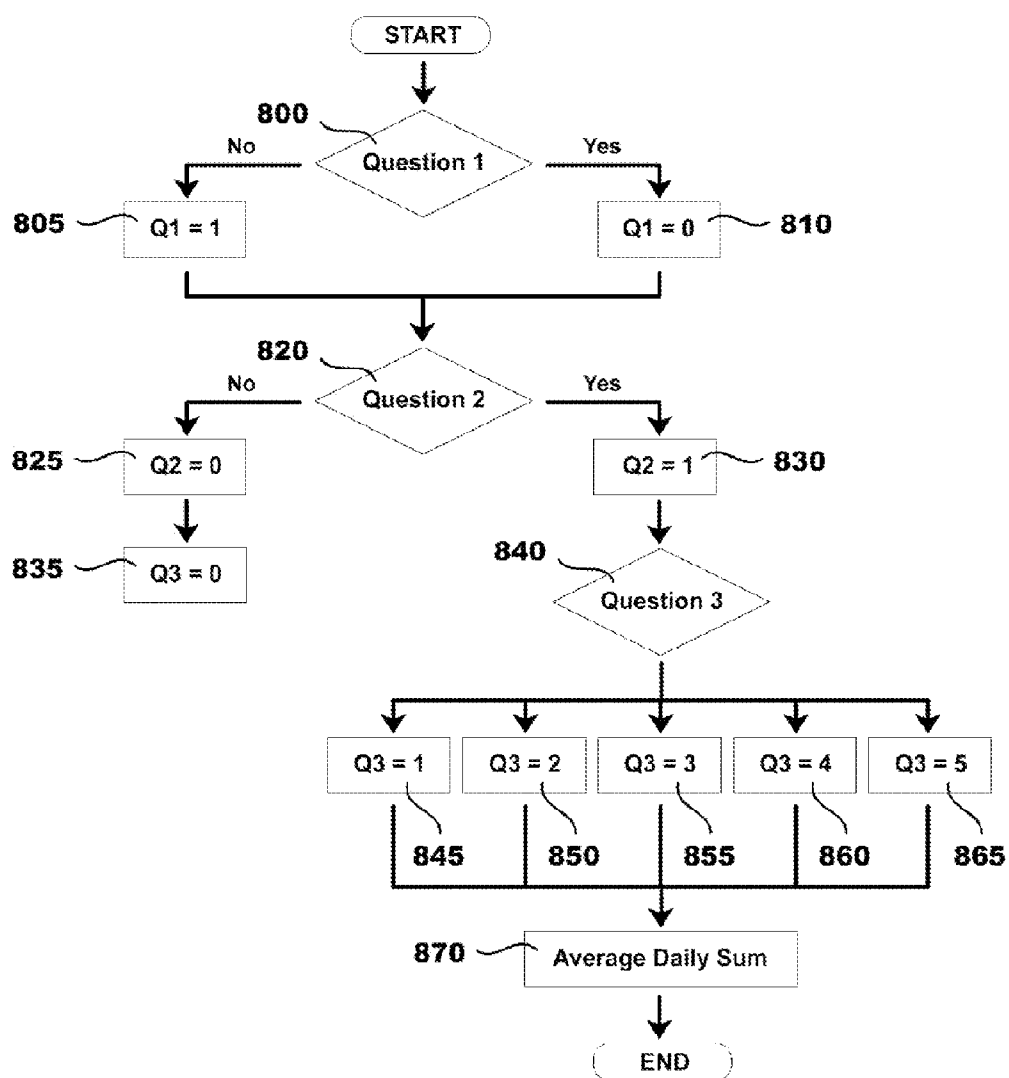 START
800
Question 1
No
Yes
805
Q1 = 1
Q1 = 0
810
820
Question 2
No
Yes
825
Q2 = 0
Q2 = 1
830
835
Q3 = 0
840
Question 3
Q3 = 1
Q3 = 2
Q3 = 3
Q3 = 4
Q3 = 5
845
850
855
860
865
870
Average Daily Sum
END